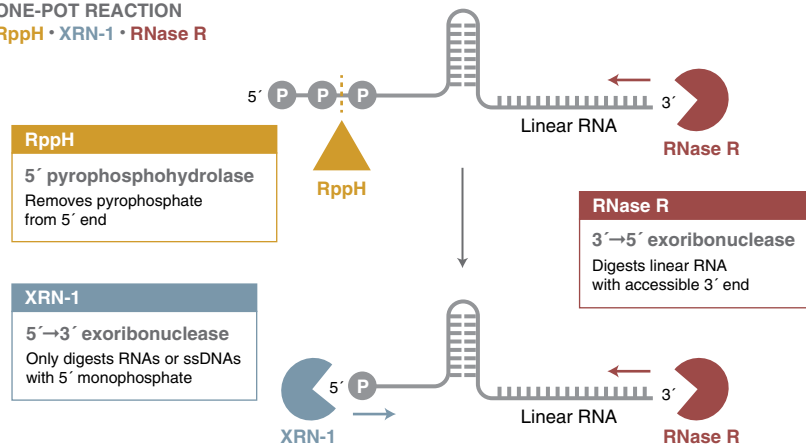 ONE-POT REACTION
RppH • XRN-1 • RNase R
5´ P P P
3´
Linear RNA
RNase R
RppH
RppH
5´ pyrophosphohydrolase
Removes pyrophosphate
from 5´ end
RNase R
3´→5´ exoribonuclease
Digests linear RNA
with accessible 3´ end
XRN-1
5´→3´ exoribonuclease
Only digests RNAs or ssDNAs
with 5´ monophosphate
5´ P
3´
Linear RNA
XRN-1
RNase R